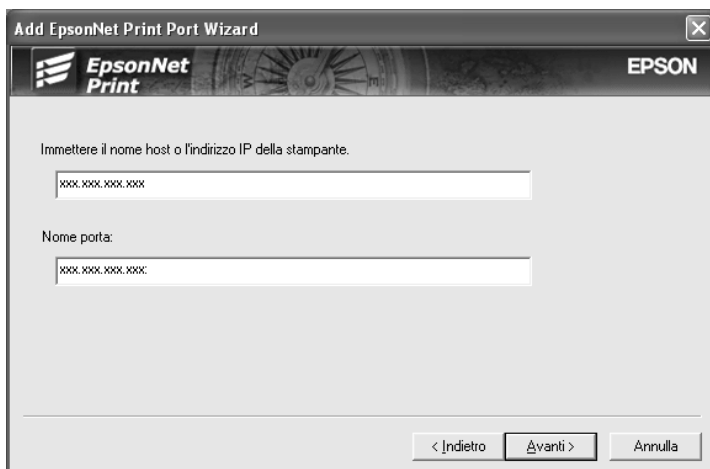 Add EpsonNet Print Port Wizard
EpsonNet
Print
EPSON
Immettere il nome host o l'indirizzo IP della stampante.
xxx.xxx.xxx.xxx
Nome porta:
xxx.xxx.xxx.xxx:
< Indietro
Avanti >
Annulla